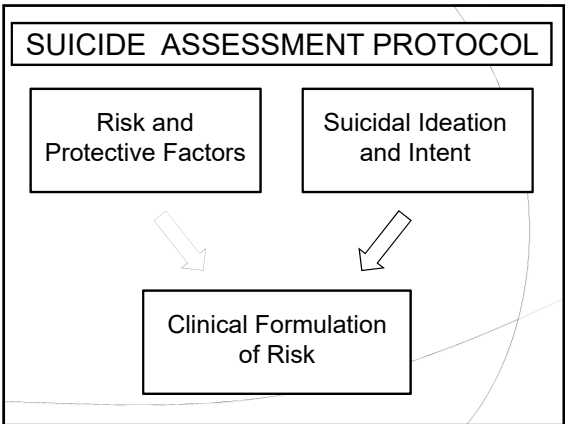 SUICIDE ASSESSMENT PROTOCOL
Risk and
Protective Factors
Suicidal Ideation
and Intent
Clinical Formulation
of Risk